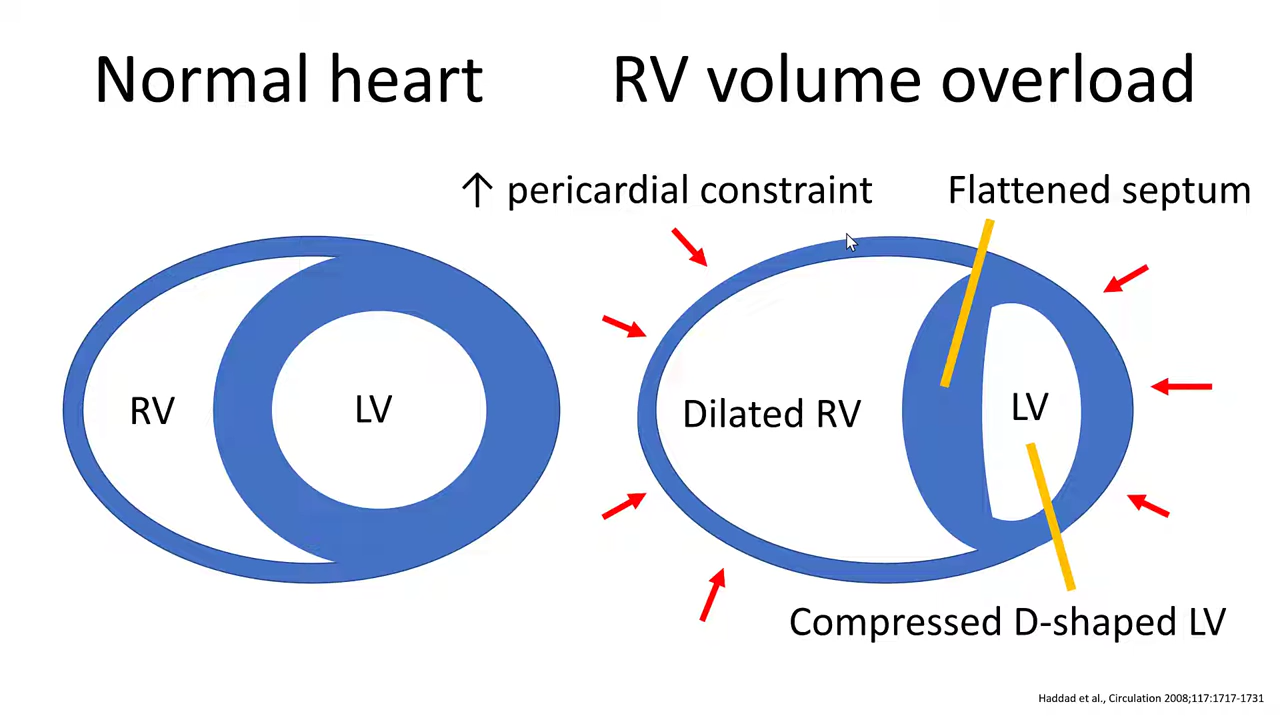 Normal heart
RV volume overload
↑ pericardial constraint
Flattened septum
RV
LV
Dilated RV
LV
Compressed D-shaped LV
Haddad et al., Circulation 2008;117:1717-1731